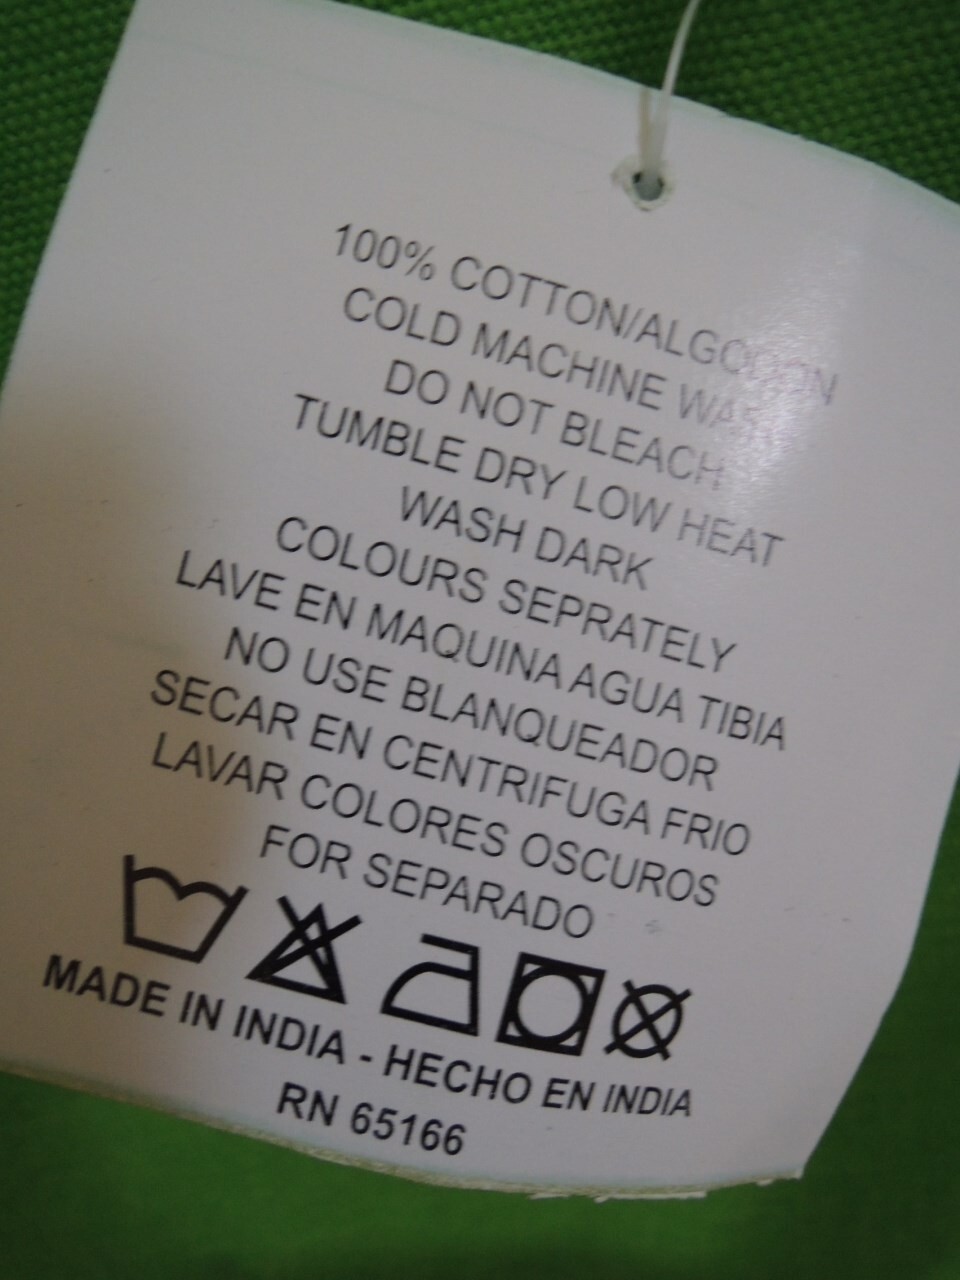 100% COTTON/ALGODON
COLD MACHINE WASH
DO NOT BLEACH
TUMBLE DRY LOW HEAT
WASH DARK
COLOURS SEPRATELY
LAVE EN MAQUINA AGUA TIBIA
NO USE BLANQUEADOR
SECAR EN CENTRIFUGA FRIO
LAVAR COLORES OSCUROS
FOR SEPARADO
MADE IN INDIA - HECHO EN INDIA
RN 65166